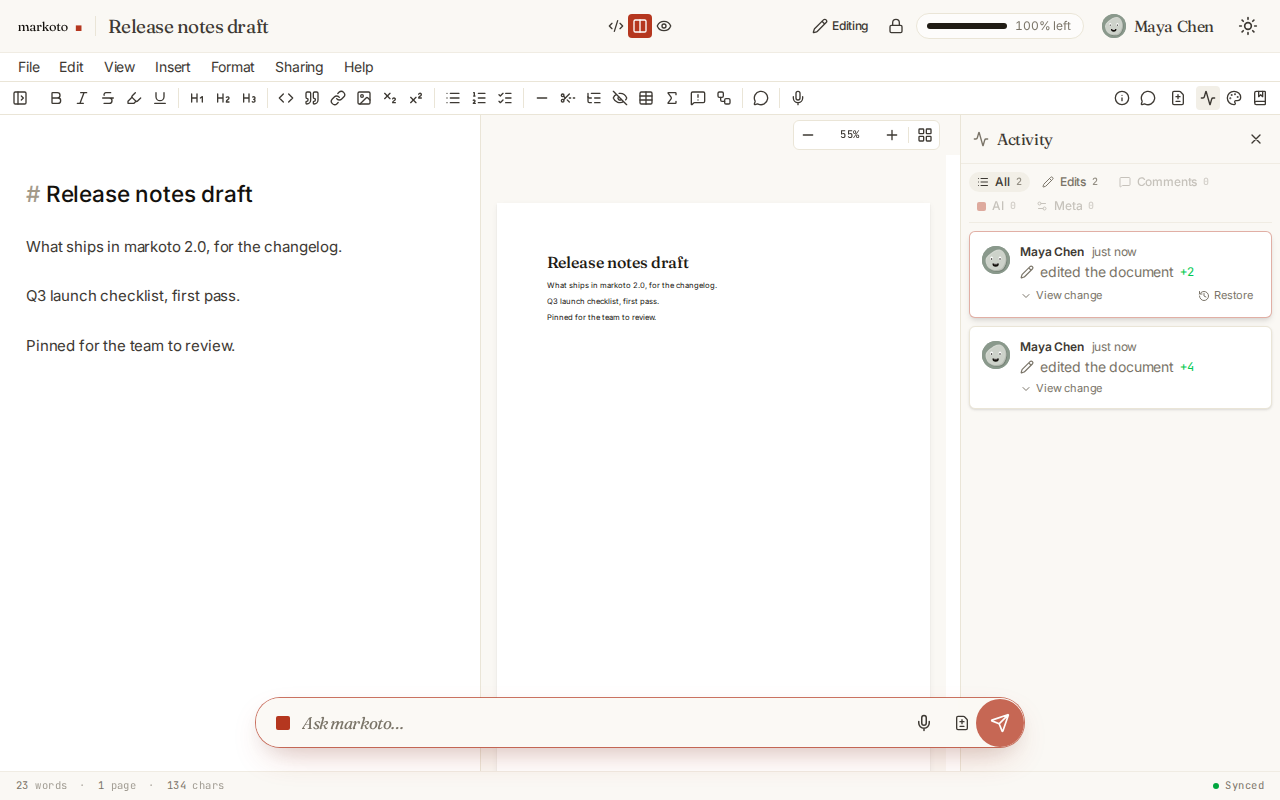 markoto
Release notes draft
Editing
100% left
Maya Chen
File Edit View Insert Format Sharing Help
H1 H2 H3
55%
Activity
# Release notes draft
What ships in markoto 2.0, for the changelog.
Q3 launch checklist, first pass.
Pinned for the team to review.
Release notes draft
What ships in markoto 2.0, for the changelog.
Q3 launch checklist, first pass.
Pinned for the team to review.
All 2 Edits 2 Comments 0
AI 0 Meta 0
Maya Chen just now
edited the document +2
View change Restore
Maya Chen just now
edited the document +4
View change
Ask markoto...
23 words · 1 page · 134 chars
Synced